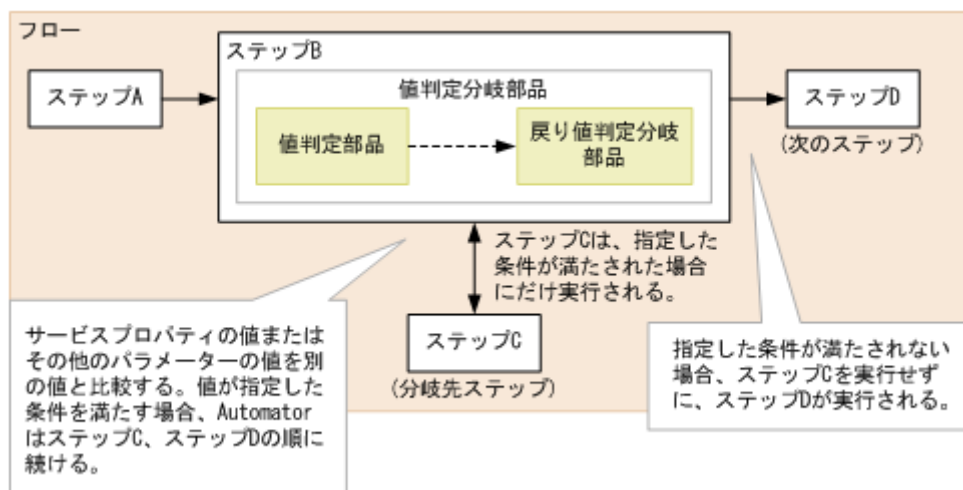 フロー
ステップA
ステップB
値判定分岐部品
値判定部品
戻り値判定分岐
部品
ステップD
(次のステップ)
ステップCは、指定した
条件が満たされた場合
にだけ実行される。
ステップC
(分岐先ステップ)
サービスプロパティの値または
その他のパラメーターの値を別
の値と比較する。値が指定した
条件を満たす場合、Automator
はステップC、ステップDの順に
続ける。
指定した条件が満たされない
場合、ステップCを実行せず
に、ステップDが実行される。